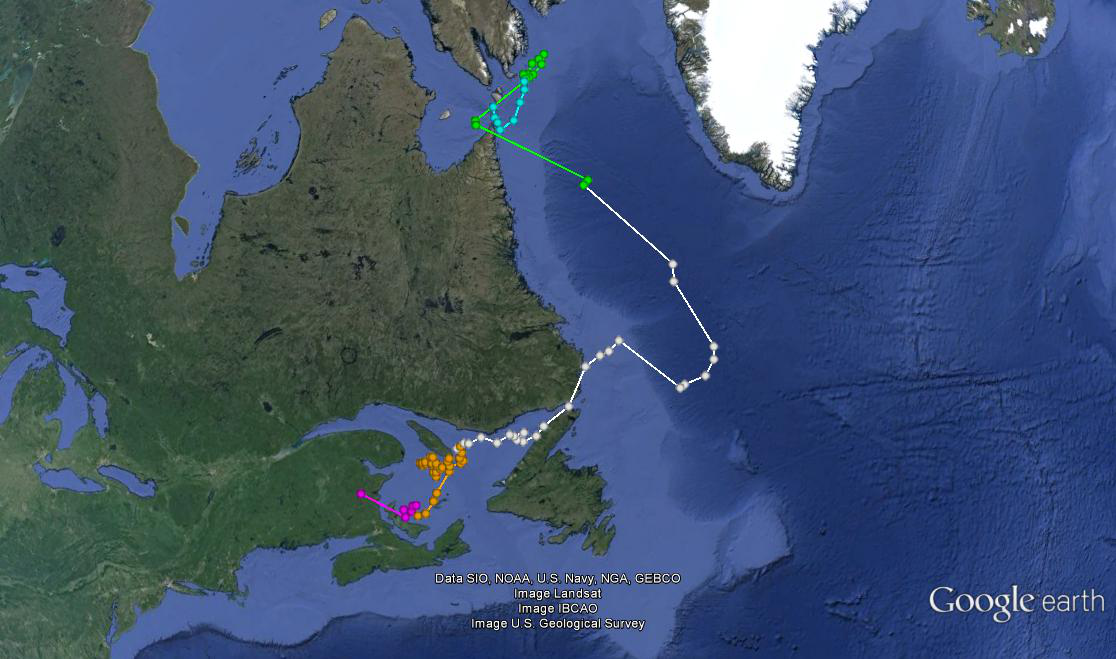 Data SIO, NOAA, U.S. Navy, NGA, GEBCO
Image Landsat
Image IBCAO
Image U.S. Geological Survey
Google earth